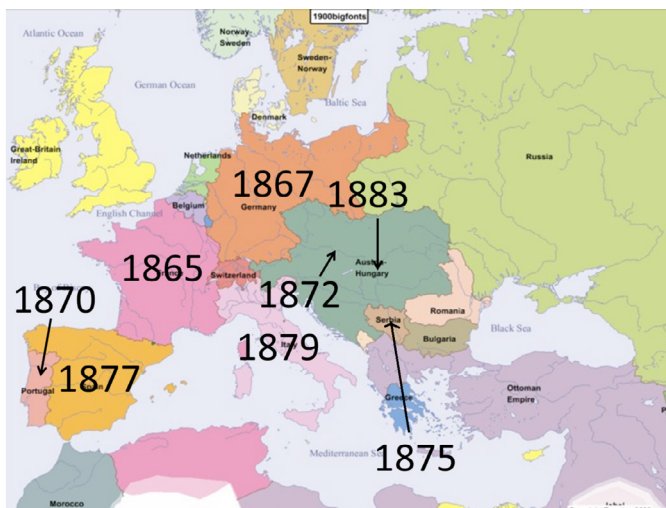 1900bigfonts
Atlantic Ocean
Norway-
Sweden
Sweden-
Norway
German Ocean
Baltic Sea
Denmark
Great-Britain
Ireland
Netherlands
Russia
1867
1883
English Channel
Belgium
Germany
1865
Austria-
Hungary
Switzerland
1870
1872
Romania
Serbia
Black Sea
Bulgaria
1879
Italy
1877
Portugal
Ottoman
Empire
Greece
Mediterranean Sea
1875
Morocco